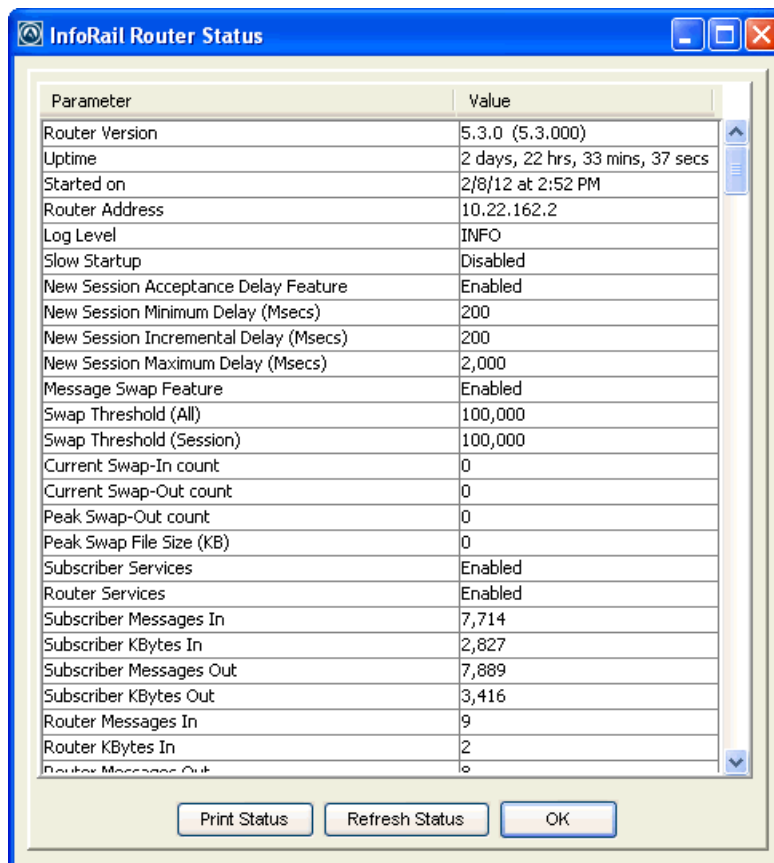 InfoRail Router Status
Parameter Value
Router Version 5.3.0 (5.3.000)
Uptime 2 days, 22 hrs, 33 mins, 37 secs
Started on 2/8/12 at 2:52 PM
Router Address 10.22.162.2
Log Level INFO
Slow Startup Disabled
New Session Acceptance Delay Feature Enabled
New Session Minimum Delay (Msecs) 200
New Session Incremental Delay (Msecs) 200
New Session Maximum Delay (Msecs) 2,000
Message Swap Feature Enabled
Swap Threshold (All) 100,000
Swap Threshold (Session) 100,000
Current Swap-In count 0
Current Swap-Out count 0
Peak Swap-Out count 0
Peak Swap File Size (KB) 0
Subscriber Services Enabled
Router Services Enabled
Subscriber Messages In 7,714
Subscriber KBytes In 2,827
Subscriber Messages Out 7,889
Subscriber KBytes Out 3,416
Router Messages In 9
Router KBytes In 2
Router Messages Out
Print Status Refresh Status OK